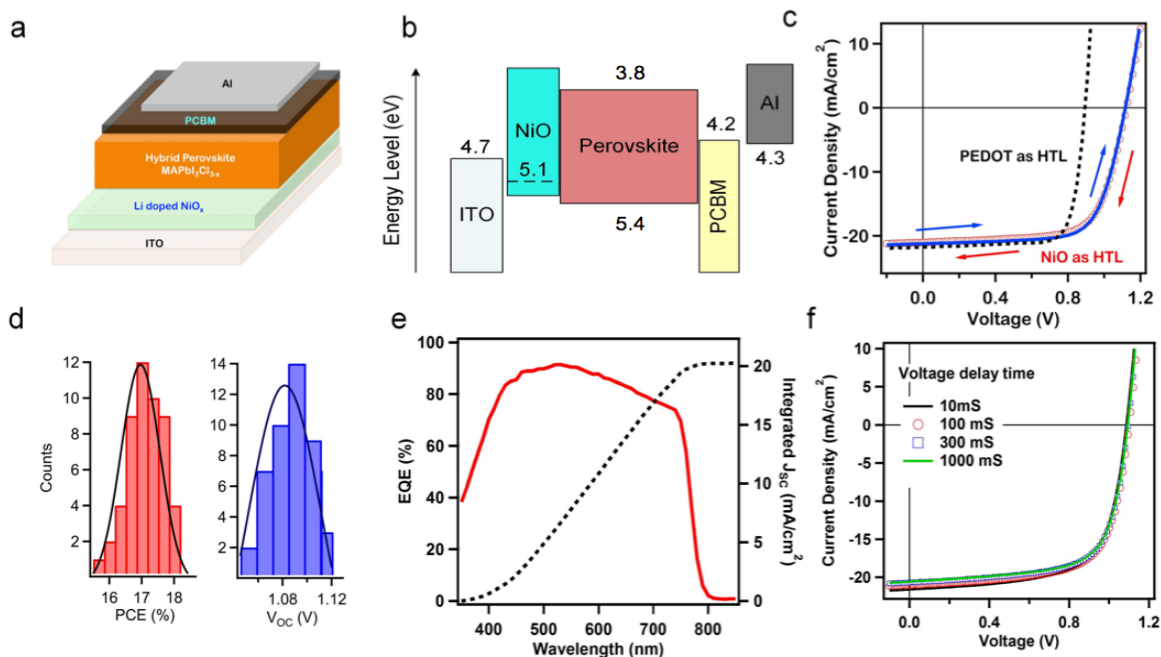 a
Al
PCBM
Hybrid Perovskite
MAPbI₃Cl₃₋ₓ
Li doped NiOₓ
ITO
b
Energy Level (eV)
4.7
ITO
NiO
5.1
3.8
Perovskite
5.4
4.2
PCBM
Al
4.3
c
Current Density (mA/cm²)
0
-10
-20
PEDOT as HTL
NiO as HTL
0.0 0.4 0.8 1.2
Voltage (V)
d
Counts
12
10
8
6
4
2
16 17 18
PCE (%)
14
12
10
8
6
4
2
1.08 1.12
V_OC (V)
e
EQE (%)
100
80
60
40
20
0
20
15
10
5
0
Integrated J_SC (mA/cm²)
400 500 600 700 800
Wavelength (nm)
f
Current Density (mA/cm²)
10
5
0
-5
-10
-15
-20
Voltage delay time
10mS
100 mS
300 mS
1000 mS
0.0 0.4 0.8 1.2
Voltage (V)